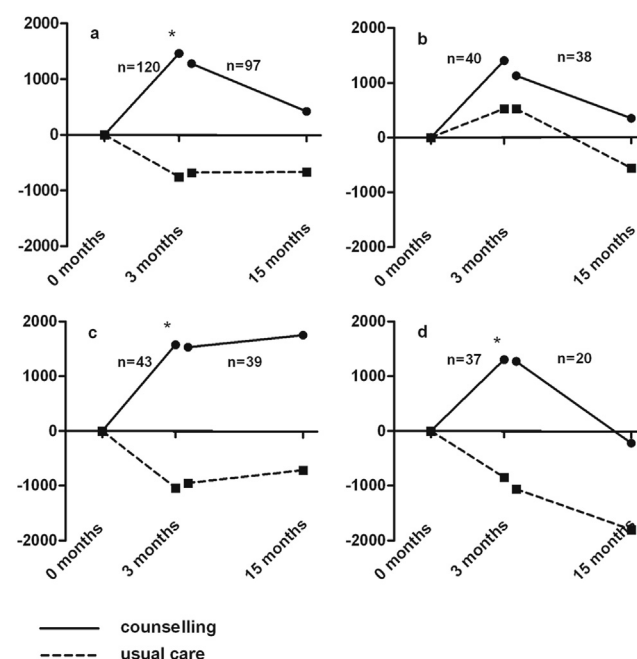 a
*
n=120
n=97
2000
1000
0
-1000
-2000
0 months
3 months
15 months
b
n=40
n=38
2000
1000
0
-1000
-2000
0 months
3 months
15 months
c
*
n=43
n=39
2000
1000
0
-1000
-2000
0 months
3 months
15 months
d
*
n=37
n=20
2000
1000
0
-1000
-2000
0 months
3 months
15 months
counselling
usual care